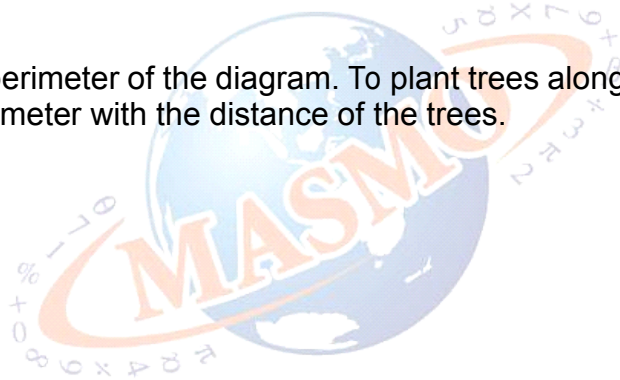 perimeter of the diagram. To plant trees along
meter with the distance of the trees.
MASMO